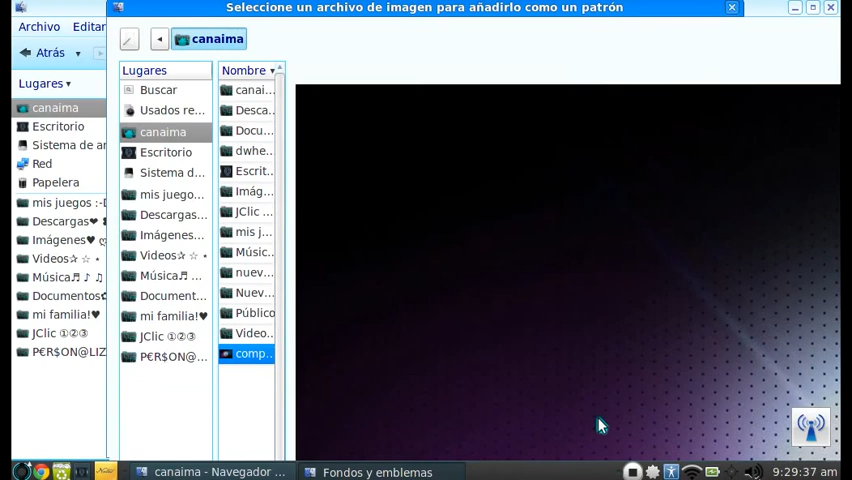 Seleccione un archivo de imagen para añadirlo como un patrón
Archivo Editar
Atrás
canaima
Lugares
canaima
Escritorio
Sistema de ar
Red
Papelera
mis juegos :-D
Descargas❤
Imágenes♥ ღ
Videos✰ ☆ ⋆
Música♬ ♪ ♫
Documentos✿
mi familia!♥
JClic ①②③
P€R$ON@LIZ
Lugares
Buscar
Usados re...
canaima
Escritorio
Sistema d...
mis juego...
Descargas...
Imágenes...
Videos✰ ☆ ⋆
Música♬ ...
Document...
mi familia!♥
JClic ①②③
P€R$ON@...
Nombre
canai...
Desca...
Docu...
dwhe...
Escrit...
Imág...
JClic ...
mis j...
Músic...
nuev...
Nuev...
Público
Video...
comp...
canaima - Navegador ...
Fondos y emblemas
9:29:37 am